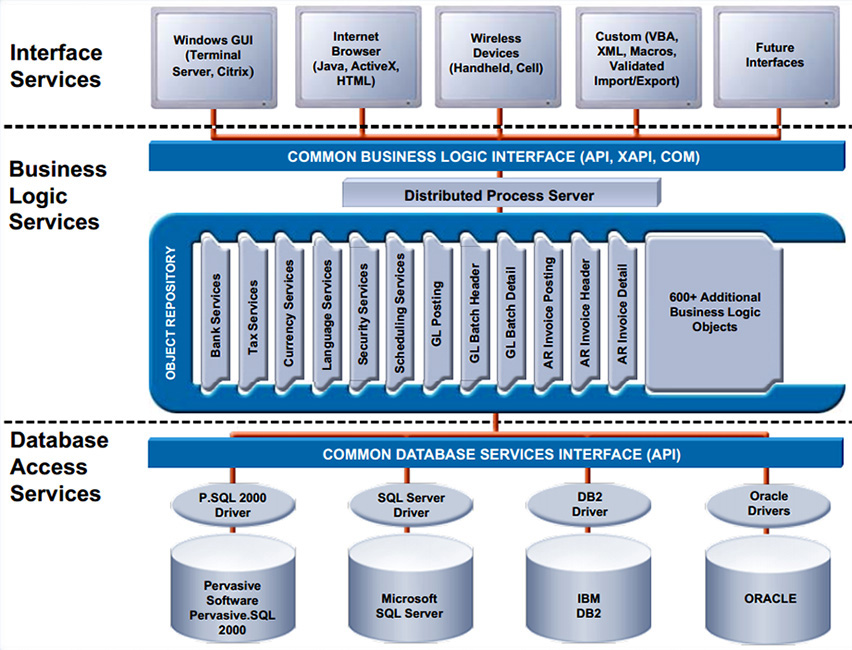 Interface
Services
Windows GUI
(Terminal
Server, Citrix)
Internet
Browser
(Java, ActiveX,
HTML)
Wireless
Devices
(Handheld, Cell)
Custom (VBA,
XML, Macros,
Validated
Import/Export)
Future
Interfaces
Business
Logic
Services
COMMON BUSINESS LOGIC INTERFACE (API, XAPI, COM)
Distributed Process Server
OBJECT REPOSITORY
Bank Services
Tax Services
Currency Services
Language Services
Security Services
Scheduling Services
GL Posting
GL Batch Header
GL Batch Detail
AR Invoice Posting
AR Invoice Header
AR Invoice Detail
600+ Additional
Business Logic
Objects
Database
Access
Services
COMMON DATABASE SERVICES INTERFACE (API)
P.SQL 2000
Driver
SQL Server
Driver
DB2
Driver
Oracle
Drivers
Pervasive
Software
Pervasive.SQL
2000
Microsoft
SQL Server
IBM
DB2
ORACLE